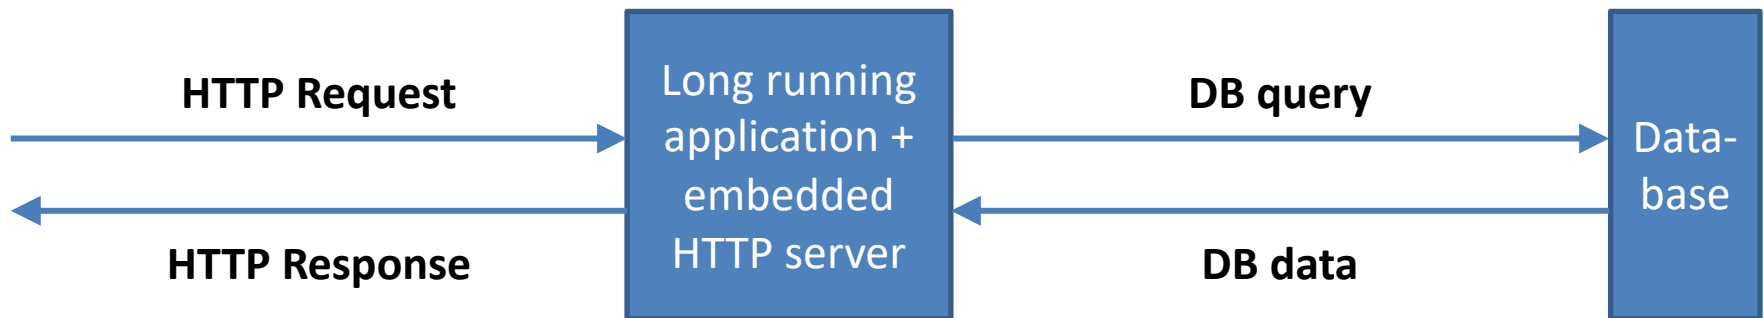 HTTP Request
HTTP Response
Long running
application +
embedded
HTTP server
DB query
DB data
Data-
base